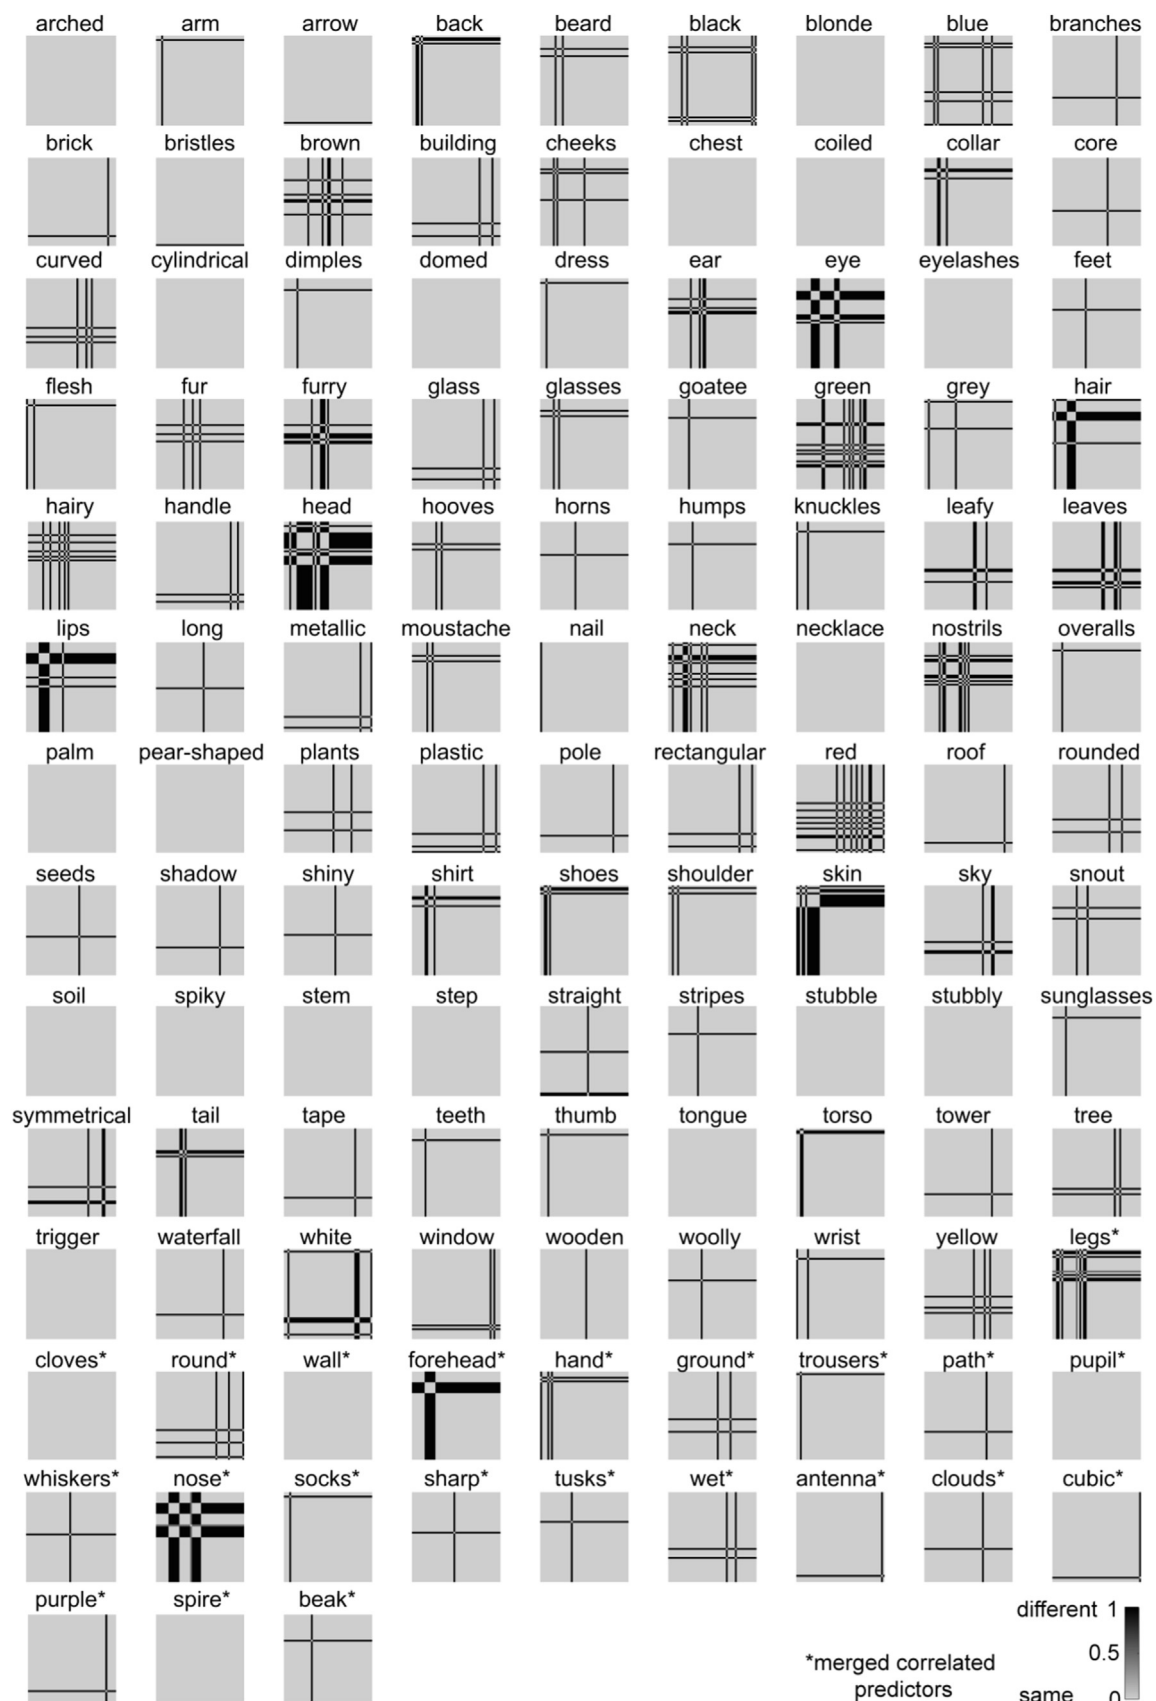 arched arm arrow back beard black blonde blue branches
brick bristles brown building cheeks chest coiled collar core
curved cylindrical dimples domed dress ear eye eyelashes feet
flesh fur furry glass glasses goatee green grey hair
hairy handle head hooves horns humps knuckles leafy leaves
lips long metallic moustache nail neck necklace nostrils overalls
palm pear-shaped plants plastic pole rectangular red roof rounded
seeds shadow shiny shirt shoes shoulder skin sky snout
soil spiky stem step straight stripes stubble stubbly sunglasses
symmetrical tail tape teeth thumb tongue torso tower tree
trigger waterfall white window wooden woolly wrist yellow legs*
cloves* round* wall* forehead* hand* ground* trousers* path* pupil*
whiskers* nose* socks* sharp* tusks* wet* antenna* clouds* cubic*
purple* spire* beak*
different 1
0.5
same 0
*merged correlated
predictors